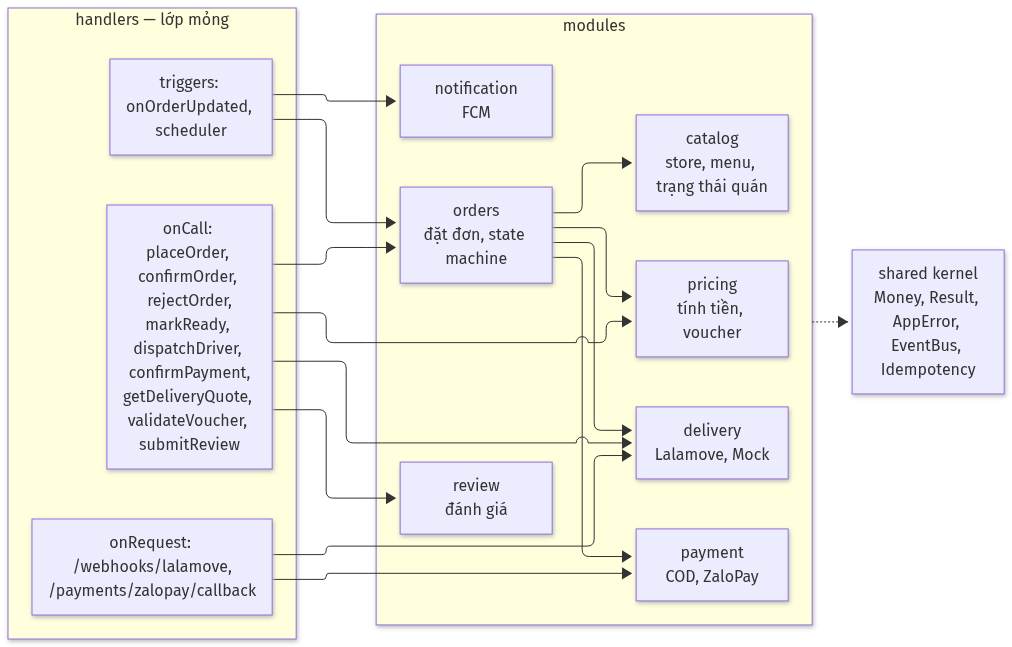 handlers — lớp mỏng
triggers:
onOrderUpdated,
scheduler
onCall:
placeOrder,
confirmOrder,
rejectOrder,
markReady,
dispatchDriver,
confirmPayment,
getDeliveryQuote,
validateVoucher,
submitReview
onRequest:
/webhooks/lalamove,
/payments/zalopay/callback
modules
notification
FCM
orders
đặt đơn, state
machine
review
đánh giá
catalog
store, menu,
trạng thái quán
pricing
tính tiền,
voucher
delivery
Lalamove, Mock
payment
COD, ZaloPay
shared kernel
Money, Result,
AppError,
EventBus,
Idempotency